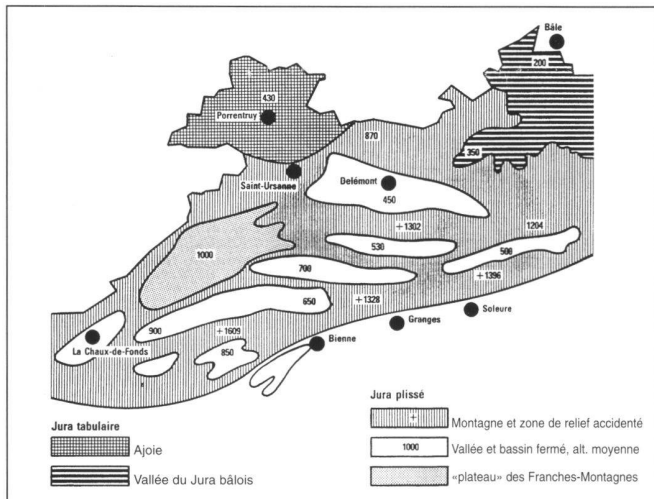 Bâle
200
430
Porrentruy
870
350
Saint-Ursanne
Delémont
450
+1302
1204
1000
530
500
700
+1396
650
+1328
Soleure
900
+1609
Granges
La Chaux-de-Fonds
850
Bienne
Jura tabulaire
Ajoie
Vallée du Jura bâlois
Jura plissé
+
Montagne et zone de relief accidenté
1000
Vallée et bassin fermé, alt. moyenne
«plateau» des Franches-Montagnes